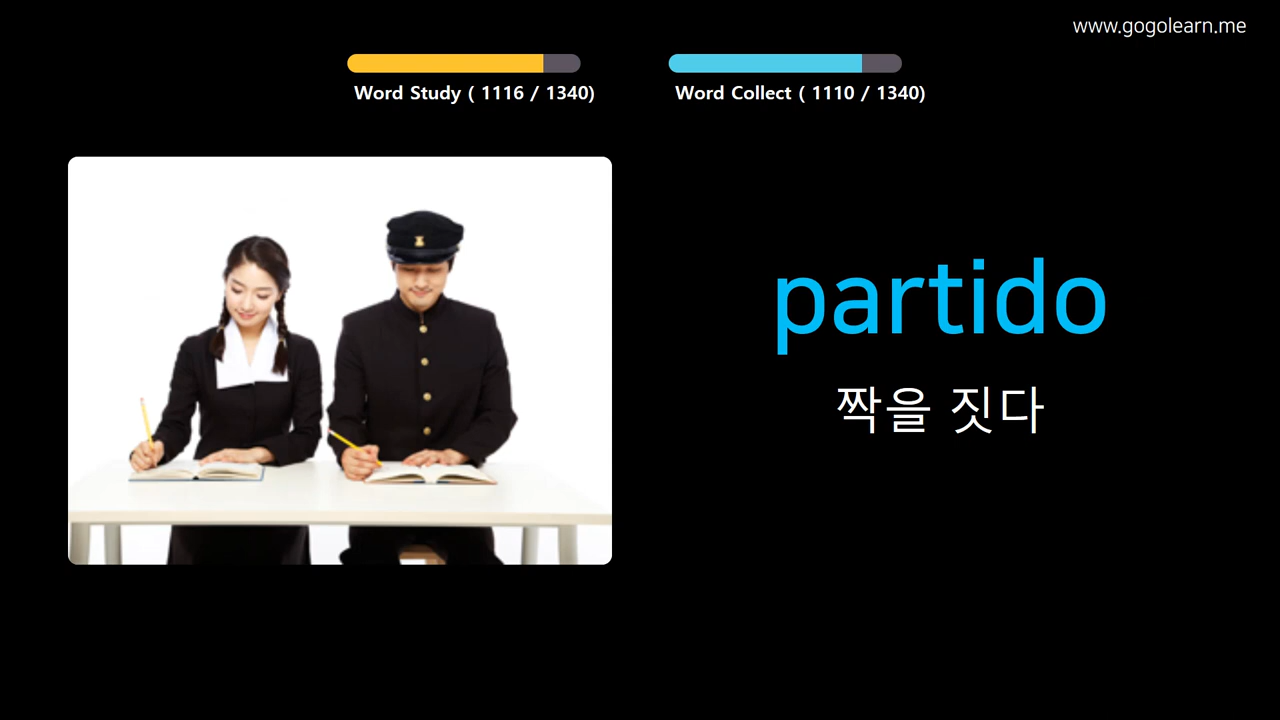 www.gogolearn.me
Word Study ( 1116 / 1340)
Word Collect ( 1110 / 1340)
partido
짝을 짓다